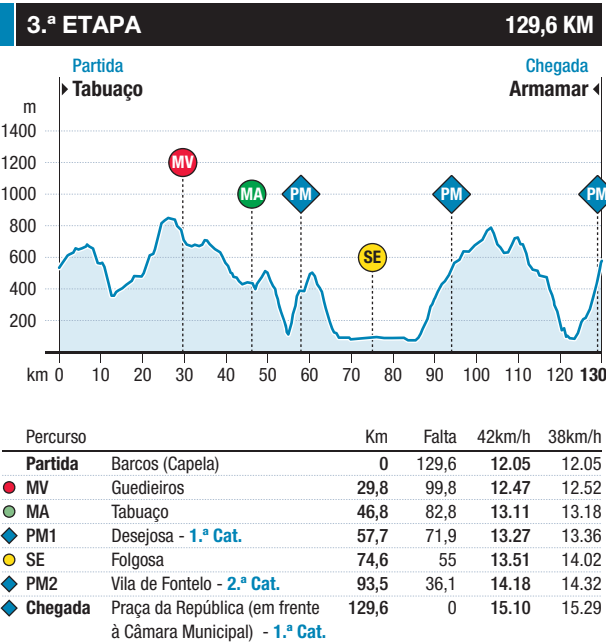 3.ª ETAPA 129,6 KM
Partida Chegada
Tabuaço Armamar
m
1400
1200
1000
800
600
400
200
MV
MA PM PM PM
SE
km 0 10 20 30 40 50 60 70 80 90 100 110 120 130
Percurso Km Falta 42km/h 38km/h
Partida Barcos (Capela) 0 129,6 12.05 12.05
MV Guedieiros 29,8 99,8 12.47 12.52
MA Tabuaço 46,8 82,8 13.11 13.18
PM1 Desejosa - 1.ª Cat. 57,7 71,9 13.27 13.36
SE Folgosa 74,6 55 13.51 14.02
PM2 Vila de Fontelo - 2.ª Cat. 93,5 36,1 14.18 14.32
Chegada Praça da República (em frente 129,6 0 15.10 15.29
à Câmara Municipal) - 1.ª Cat.